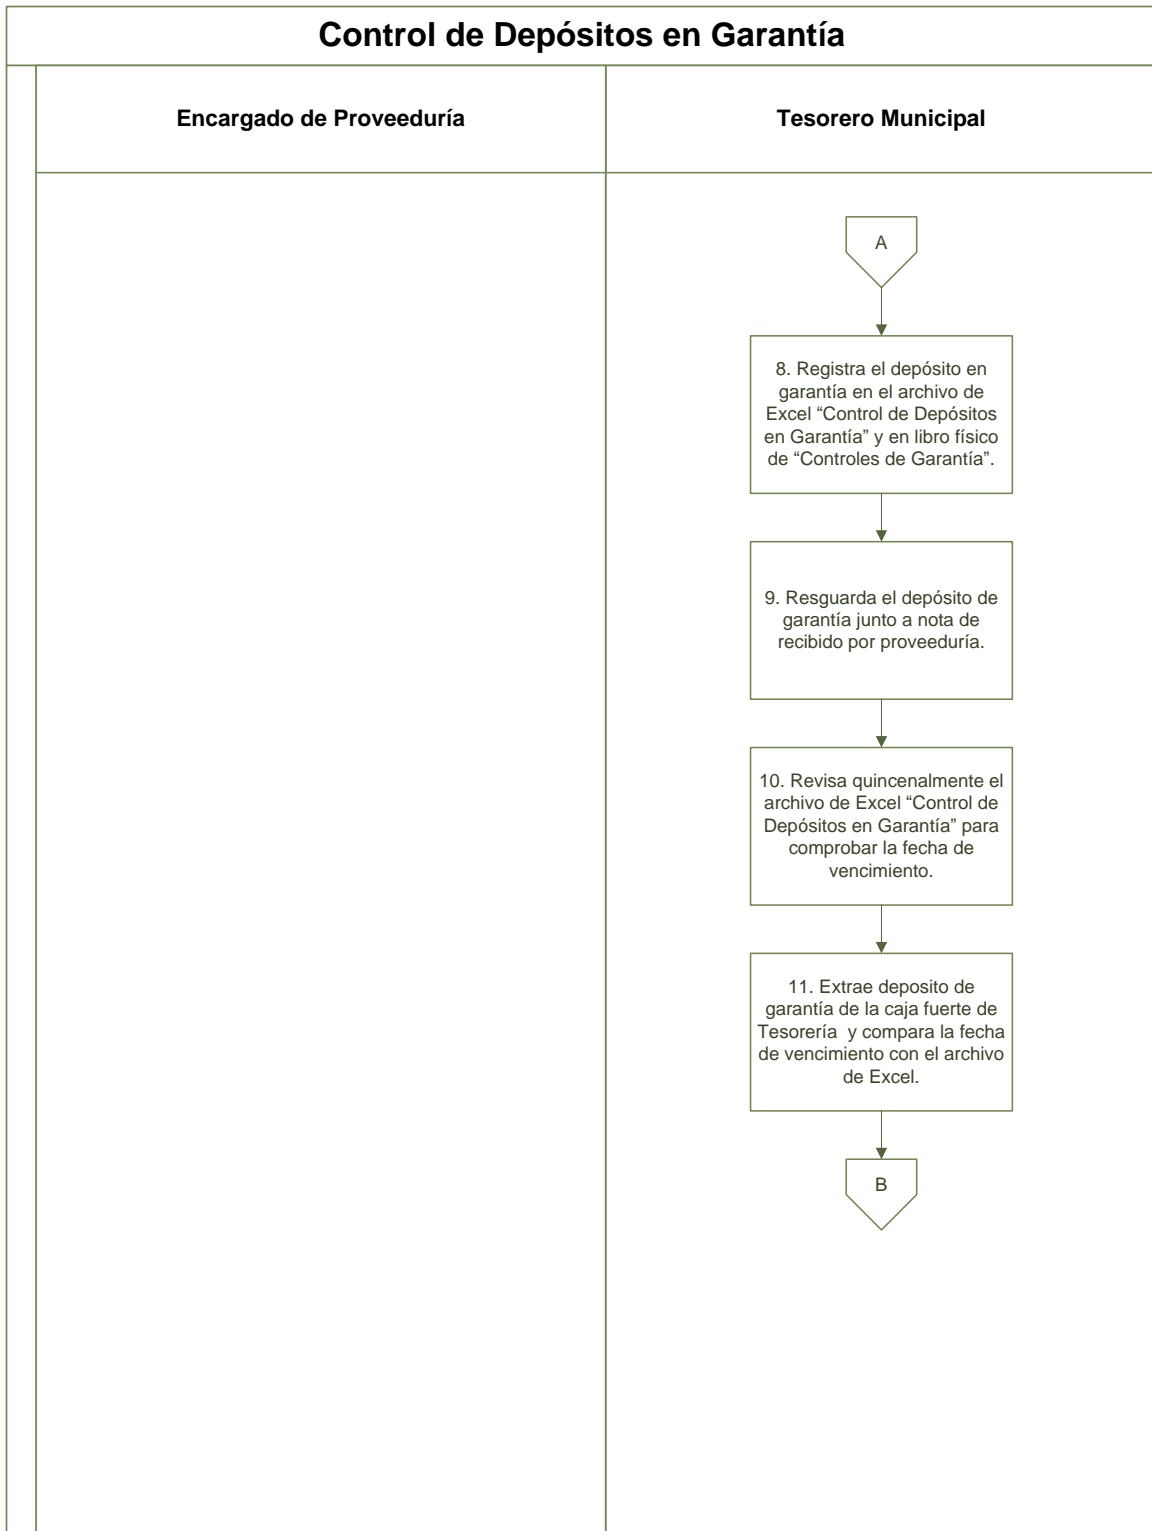 Control de Depósitos en Garantía
Encargado de Proveeduría
Tesorero Municipal
A
8. Registra el depósito en
garantía en el archivo de
Excel “Control de Depósitos
en Garantía” y en libro físico
de “Controles de Garantía”.
9. Resguarda el depósito de
garantía junto a nota de
recibido por proveeduría.
10. Revisa quincenalmente el
archivo de Excel “Control de
Depósitos en Garantía” para
comprobar la fecha de
vencimiento.
11. Extrae deposito de
garantía de la caja fuerte de
Tesorería  y compara la fecha
de vencimiento con el archivo
de Excel.
B